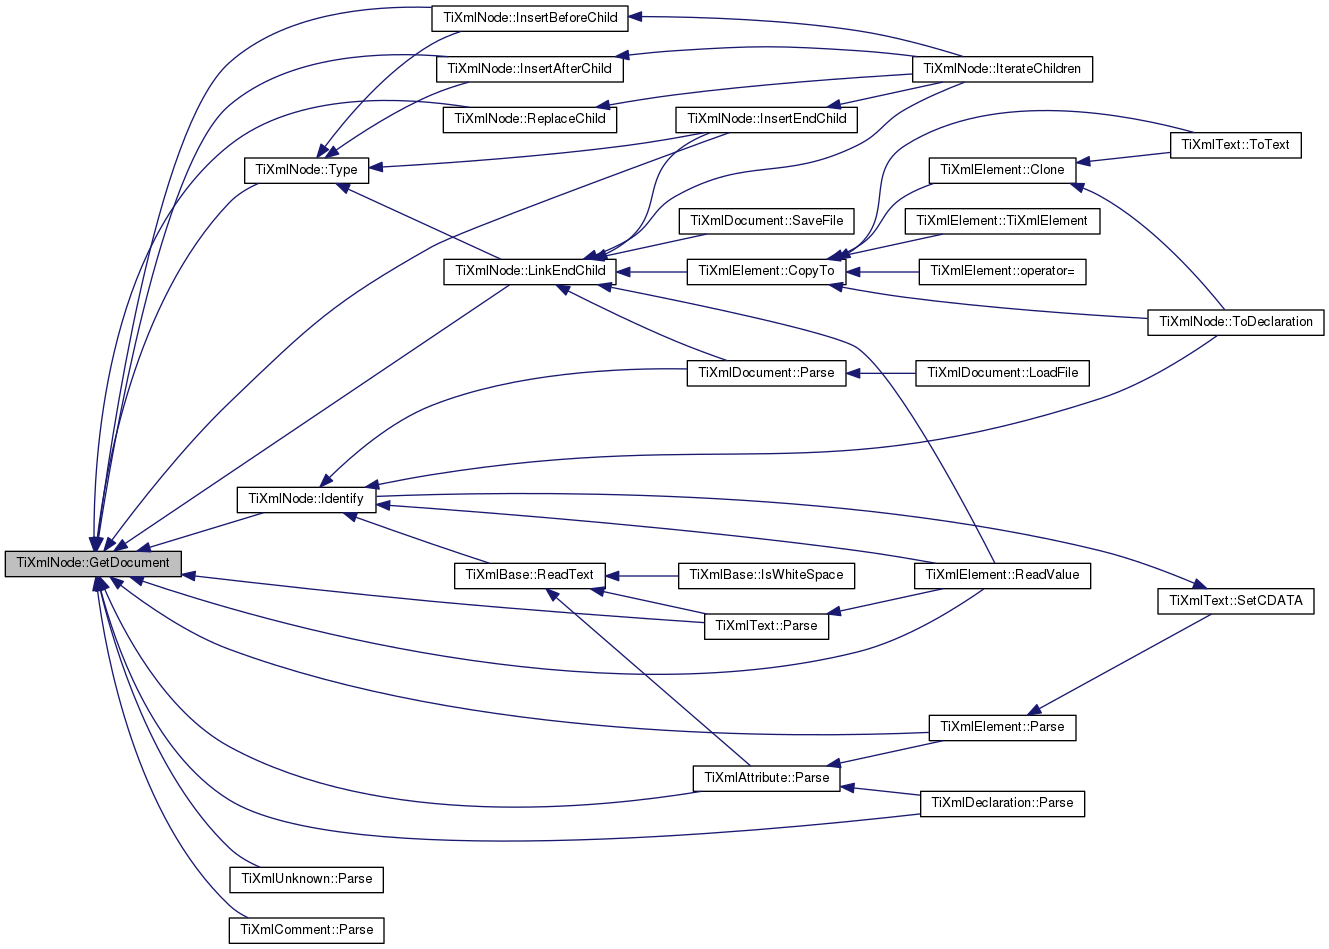 TiXmlNode::InsertBeforeChild
TiXmlNode::InsertAfterChild
TiXmlNode::IterateChildren
TiXmlNode::ReplaceChild
TiXmlNode::InsertEndChild
TiXmlText::ToText
TiXmlNode::Type
TiXmlElement::Clone
TiXmlDocument::SaveFile
TiXmlElement::TiXmlElement
TiXmlNode::LinkEndChild
TiXmlElement::CopyTo
TiXmlElement::operator=
TiXmlNode::ToDeclaration
TiXmlDocument::Parse
TiXmlDocument::LoadFile
TiXmlNode::Identify
TiXmlNode::GetDocument
TiXmlBase::ReadText
TiXmlBase::IsWhiteSpace
TiXmlElement::ReadValue
TiXmlText::SetCDATA
TiXmlText::Parse
TiXmlElement::Parse
TiXmlAttribute::Parse
TiXmlDeclaration::Parse
TiXmlUnknown::Parse
TiXmlComment::Parse